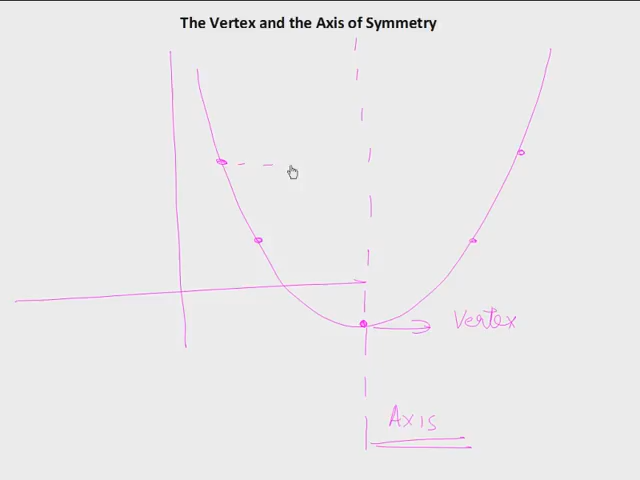 The Vertex and the Axis of Symmetry
Vertex
Axis